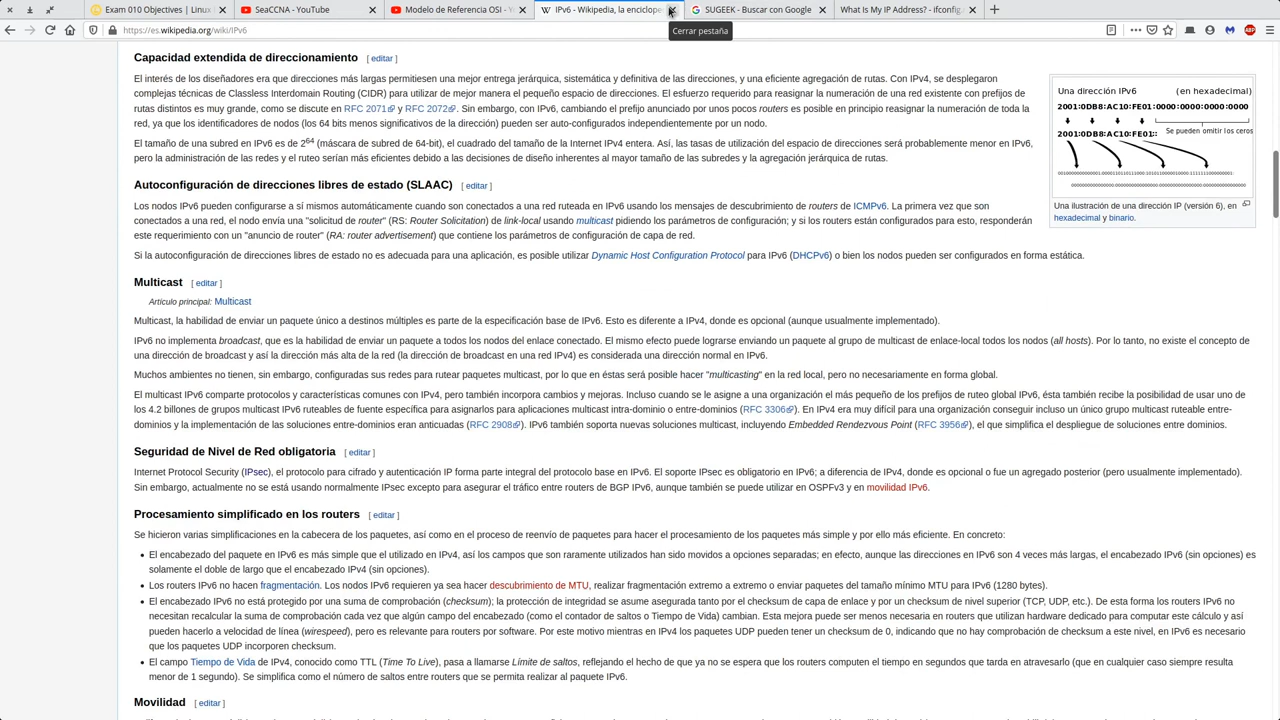 Exam 010 Objectives | Linux
SeaCCNA - YouTube
Modelo de Referencia OSI - Y
IPv6 - Wikipedia, la enciclope
SUGEEK - Buscar con Google
What Is My IP Address? - ifconfig.
Cerrar pestaña
https://es.wikipedia.org/wiki/IPv6
ABP
Capacidad extendida de direccionamiento [ editar ]
El interés de los diseñadores era que direcciones más largas permitiesen una mejor entrega jerárquica, sistemática y definitiva de las direcciones, y una eficiente agregación de rutas. Con IPv4, se desplegaron
complejas técnicas de Classless Interdomain Routing (CIDR) para utilizar de mejor manera el pequeño espacio de direcciones. El esfuerzo requerido para reasignar la numeración de una red existente con prefijos de
rutas distintos es muy grande, como se discute en RFC 2071 y RFC 2072. Sin embargo, con IPv6, cambiando el prefijo anunciado por unos pocos routers es posible en principio reasignar la numeración de toda la
red, ya que los identificadores de nodos (los 64 bits menos significativos de la dirección) pueden ser auto-configurados independientemente por un nodo.
El tamaño de una subred en IPv6 es de 2^64 (máscara de subred de 64-bit), el cuadrado del tamaño de la Internet IPv4 entera. Así, las tasas de utilización del espacio de direcciones será probablemente menor en IPv6,
pero la administración de las redes y el ruteo serían más eficientes debido a las decisiones de diseño inherentes al mayor tamaño de las subredes y la agregación jerárquica de rutas.
Una dirección IPv6 (en hexadecimal)
2001:0DB8:AC10:FE01:0000:0000:0000:0000
2001:0DB8:AC10:FE01:: Se pueden omitir los ceros
Una ilustración de una dirección IP (versión 6), en
hexadecimal y binario.
Autoconfiguración de direcciones libres de estado (SLAAC) [ editar ]
Los nodos IPv6 pueden configurarse a sí mismos automáticamente cuando son conectados a una red ruteada en IPv6 usando los mensajes de descubrimiento de routers de ICMPv6. La primera vez que son
conectados a una red, el nodo envía una "solicitud de router" (RS: Router Solicitation) de link-local usando multicast pidiendo los parámetros de configuración; y si los routers están configurados para esto, responderán
este requerimiento con un "anuncio de router" (RA: router advertisement) que contiene los parámetros de configuración de capa de red.
Si la autoconfiguración de direcciones libres de estado no es adecuada para una aplicación, es posible utilizar Dynamic Host Configuration Protocol para IPv6 (DHCPv6) o bien los nodos pueden ser configurados en forma estática.
Multicast [ editar ]
Artículo principal: Multicast
Multicast, la habilidad de enviar un paquete único a destinos múltiples es parte de la especificación base de IPv6. Esto es diferente a IPv4, donde es opcional (aunque usualmente implementado).
IPv6 no implementa broadcast, que es la habilidad de enviar un paquete a todos los nodos del enlace conectado. El mismo efecto puede lograrse enviando un paquete al grupo de multicast de enlace-local todos los nodos (all hosts). Por lo tanto, no existe el concepto de
una dirección de broadcast y así la dirección más alta de la red (la dirección de broadcast en una red IPv4) es considerada una dirección normal en IPv6.
Muchos ambientes no tienen, sin embargo, configuradas sus redes para rutear paquetes multicast, por lo que en éstas será posible hacer "multicasting" en la red local, pero no necesariamente en forma global.
El multicast IPv6 comparte protocolos y características comunes con IPv4, pero también incorpora cambios y mejoras. Incluso cuando se le asigne a una organización el más pequeño de los prefijos de ruteo global IPv6, ésta también recibe la posibilidad de usar uno de
los 4.2 billones de grupos multicast IPv6 ruteables de fuente específica para asignarlos para aplicaciones multicast intra-dominio o entre-dominios (RFC 3306). En IPv4 era muy difícil para una organización conseguir incluso un único grupo multicast ruteable entre-
dominios y la implementación de las soluciones entre-dominios eran anticuadas (RFC 2908). IPv6 también soporta nuevas soluciones multicast, incluyendo Embedded Rendezvous Point (RFC 3956), el que simplifica el despliegue de soluciones entre dominios.
Seguridad de Nivel de Red obligatoria [ editar ]
Internet Protocol Security (IPsec), el protocolo para cifrado y autenticación IP forma parte integral del protocolo base en IPv6. El soporte IPsec es obligatorio en IPv6; a diferencia de IPv4, donde es opcional o fue un agregado posterior (pero usualmente implementado).
Sin embargo, actualmente no se está usando normalmente IPsec excepto para asegurar el tráfico entre routers de BGP IPv6, aunque también se puede utilizar en OSPFv3 y en movilidad IPv6.
Procesamiento simplificado en los routers [ editar ]
Se hicieron varias simplificaciones en la cabecera de los paquetes, así como en el proceso de reenvío de paquetes para hacer el procesamiento de los paquetes más simple y por ello más eficiente. En concreto:
• El encabezado del paquete en IPv6 es más simple que el utilizado en IPv4, así los campos que son raramente utilizados han sido movidos a opciones separadas; en efecto, aunque las direcciones en IPv6 son 4 veces más largas, el encabezado IPv6 (sin opciones) es
solamente el doble de largo que el encabezado IPv4 (sin opciones).
• Los routers IPv6 no hacen fragmentación. Los nodos IPv6 requieren ya sea hacer descubrimiento de MTU, realizar fragmentación extremo a extremo o enviar paquetes del tamaño mínimo MTU para IPv6 (1280 bytes).
• El encabezado IPv6 no está protegido por una suma de comprobación (checksum); la protección de integridad se asume asegurada tanto por el checksum de capa de enlace y por un checksum de nivel superior (TCP, UDP, etc.). De esta forma los routers IPv6 no
necesitan recalcular la suma de comprobación cada vez que algún campo del encabezado (como el contador de saltos o Tiempo de Vida) cambian. Esta mejora puede ser menos necesaria en routers que utilizan hardware dedicado para computar este cálculo y así
pueden hacerlo a velocidad de línea (wirespeed), pero es relevante para routers por software. Por este motivo mientras en IPv4 los paquetes UDP pueden tener un checksum de 0, indicando que no hay comprobación de checksum a este nivel, en IPv6 es necesario
que los paquetes UDP incorporen checksum.
• El campo Tiempo de Vida de IPv4, conocido como TTL (Time To Live), pasa a llamarse Límite de saltos, reflejando el hecho de que ya no se espera que los routers computen el tiempo en segundos que tarda en atravesarlo (que en cualquier caso siempre resulta
menor de 1 segundo). Se simplifica como el número de saltos entre routers que se permita realizar al paquete IPv6.
Movilidad [ editar ]